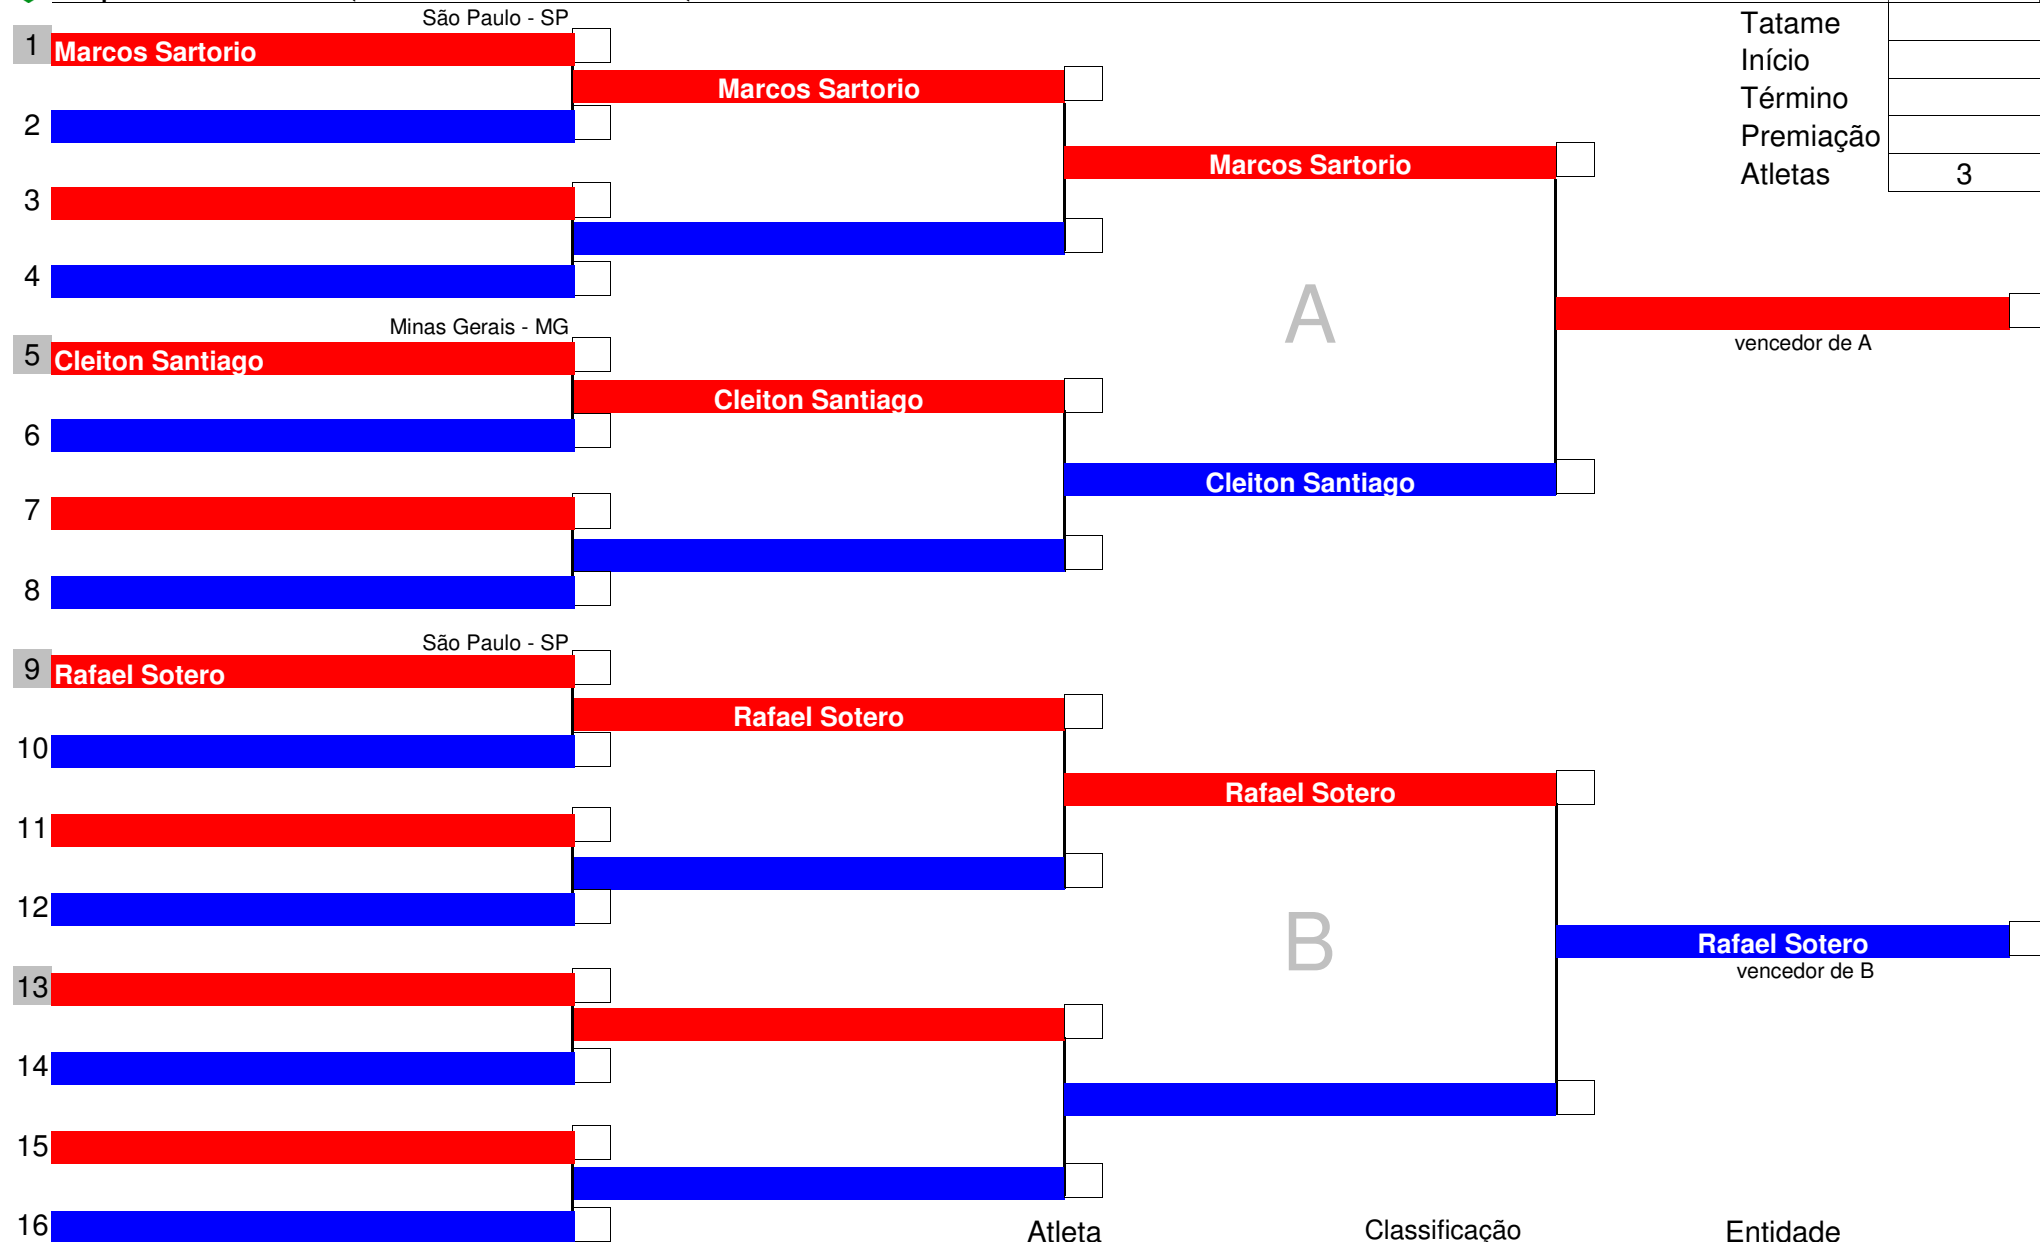 São Paulo - SP
Tatame
1 Marcos Sartorio
Início
Marcos Sartorio
Término
2
Premiação
Marcos Sartorio
Atletas 3
3
4
A
Minas Gerais - MG
vencedor de A
5 Cleiton Santiago
Cleiton Santiago
6
Cleiton Santiago
7
8
São Paulo - SP
9 Rafael Sotero
Rafael Sotero
10
Rafael Sotero
11
12
B
Rafael Sotero
vencedor de B
13
14
15
16
Atleta Classificação Entidade